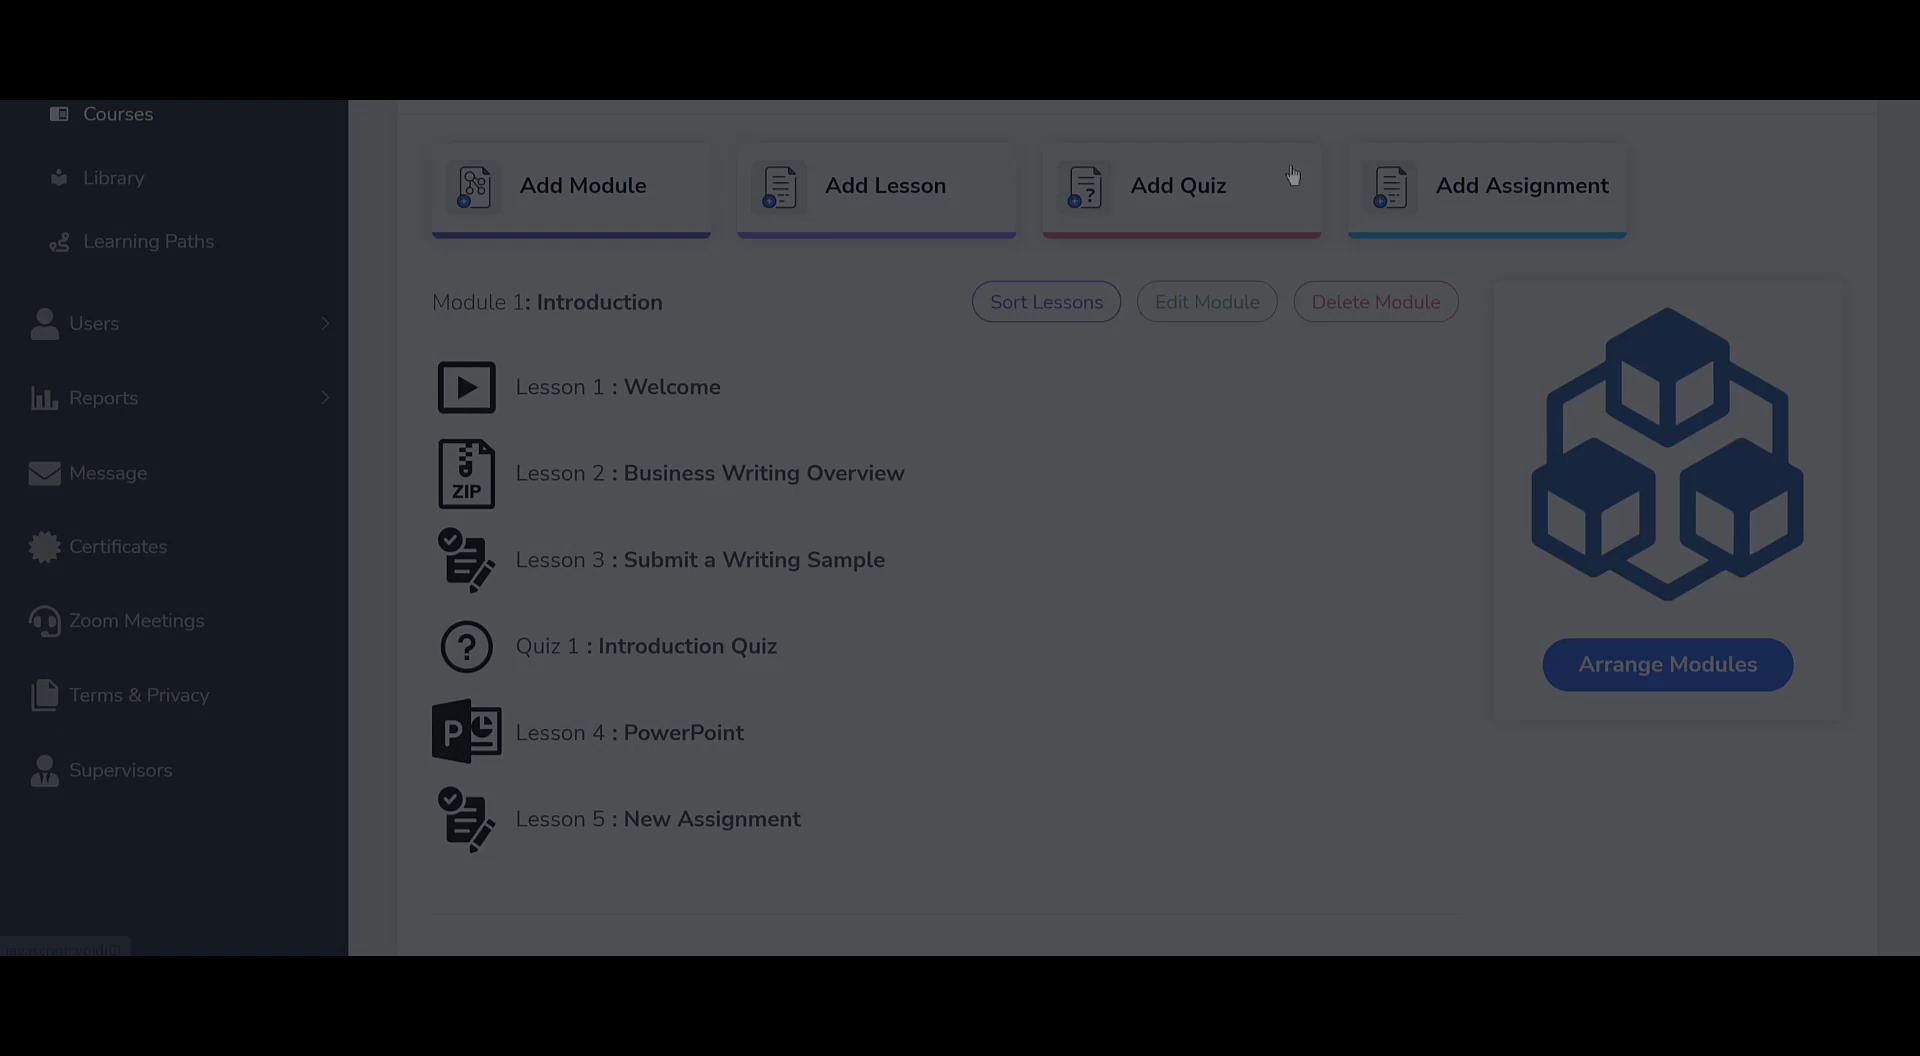 Courses
Library
Learning Paths
Users
Reports
Message
Certificates
Zoom Meetings
Terms & Privacy
Supervisors
javascript:void(0)
Add Module
Add Lesson
? Add Quiz
Add Assignment
Module 1: Introduction
Sort Lessons
Edit Module
Delete Module
Lesson 1 : Welcome
ZIP Lesson 2 : Business Writing Overview
Lesson 3 : Submit a Writing Sample
? Quiz 1 : Introduction Quiz
P Lesson 4 : PowerPoint
Lesson 5 : New Assignment
Arrange Modules